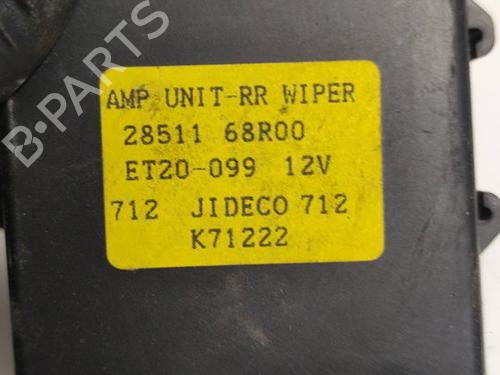 AMP UNIT-RR WIPER
28511 68R00
ET20-099 12V
712 JIDECO 712
K71222
B-PARTS